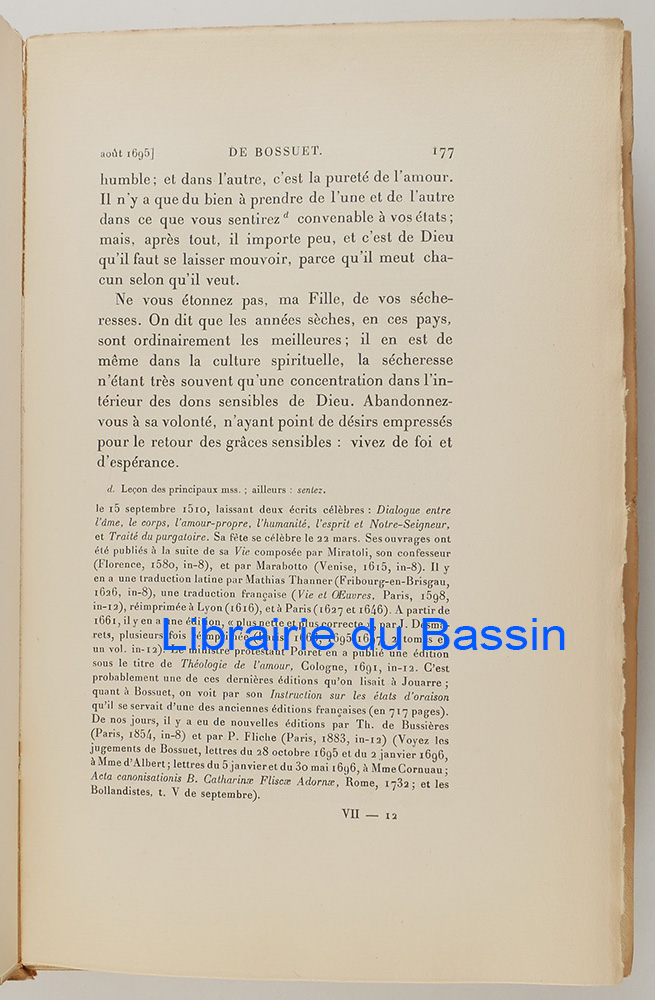 août 1695] DE BOSSUET. 177
humble; et dans l'autre, c'est la pureté de l'amour.
Il n'y a que du bien à prendre de l'une et de l'autre
dans ce que vous sentirez d convenable à vos états;
mais, après tout, il importe peu, et c'est de Dieu
qu'il faut se laisser mouvoir, parce qu'il meut cha-
cun selon qu'il veut.
Ne vous étonnez pas, ma Fille, de vos séche-
resses. On dit que les années sèches, en ces pays,
sont ordinairement les meilleures; il en est de
même dans la culture spirituelle, la sécheresse
n'étant très souvent qu'une concentration dans l'in-
térieur des dons sensibles de Dieu. Abandonnez-
vous à sa volonté, n'ayant point de désirs empressés
pour le retour des grâces sensibles : vivez de foi et
d'espérance.
d. Leçon des principaux mss. ; ailleurs : sentez.
le 15 septembre 1510, laissant deux écrits célèbres : Dialogue entre
l'âme, le corps, l'amour-propre, l'humanité, l'esprit et Notre-Seigneur,
et Traité du purgatoire. Sa fête se célèbre le 22 mars. Ses ouvrages ont
été publiés à la suite de sa Vie composée par Miratoli, son confesseur
(Florence, 1580, in-8), et par Marabotto (Venise, 1615, in-8). Il y
en a une traduction latine par Mathias Thanner (Fribourg-en-Brisgau,
1626, in-8), une traduction française (Vie et Œuvres, Paris, 1598,
in-12), réimprimée à Lyon (1616), et à Paris (1627 et 1646). A partir de
1661, il y en a une édition, « plus nette et plus correcte », par J. Desma-
rets, plusieurs fois réimprimée (Paris, 1695 2 tomes en
un vol. in-12). Le ministre protestant Poiret en a publié une édition
sous le titre de Théologie de l'amour, Cologne, 1691, in-12. C'est
probablement une de ces dernières éditions qu'on lisait à Jouarre ;
quant à Bossuet, on voit par son Instruction sur les états d'oraison
qu'il se servait d'une des anciennes éditions françaises (en 717 pages).
De nos jours, il y a eu de nouvelles éditions par Th. de Bussières
(Paris, 1854, in-8) et par P. Fliche (Paris, 1883, in-12) (Voyez les
jugements de Bossuet, lettres du 28 octobre 1695 et du 2 janvier 1696,
à Mme d'Albert; lettres du 5 janvier et du 30 mai 1696, à Mme Cornuau;
Acta canonisationis B. Catharinæ Fliscæ Adornæ, Rome, 1732; et les
Bollandistes, t. V de septembre).
VII — 12
Librairie du Bassin